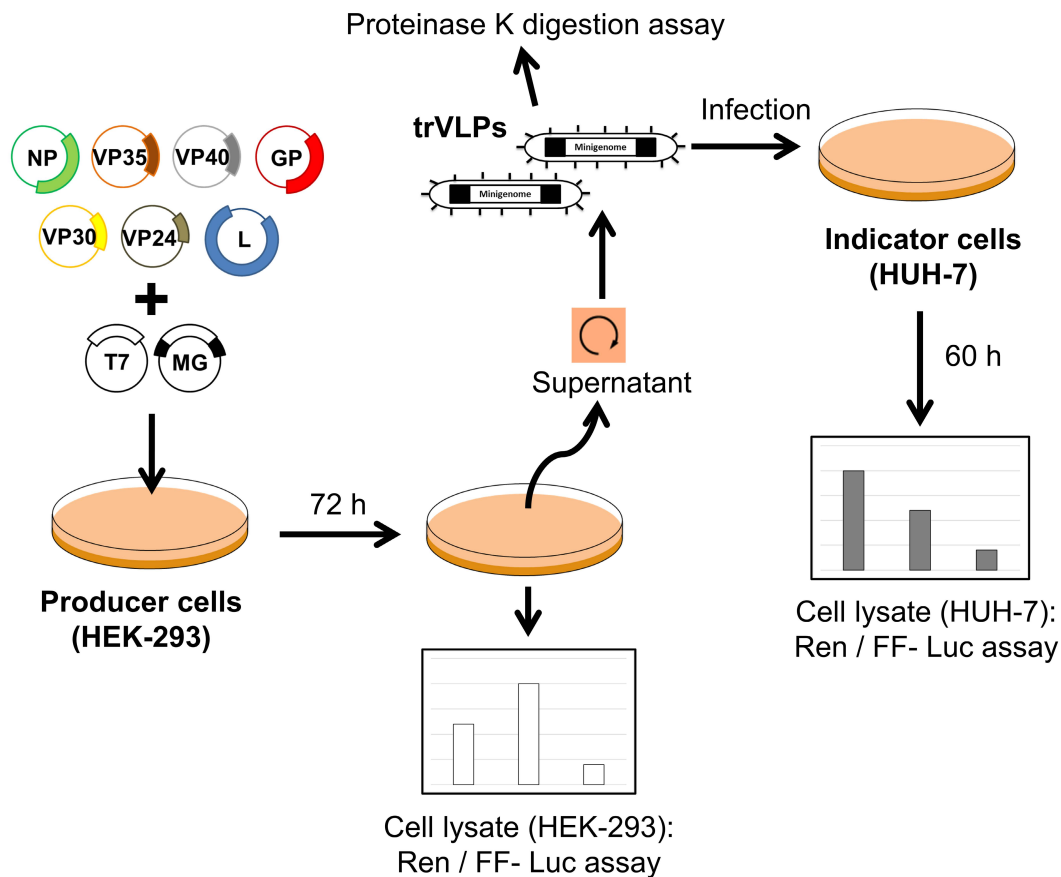 Proteinase K digestion assay
trVLPs
Infection
Minigenome
Minigenome
NP
VP35
VP40
GP
VP30
VP24
L
+
T7
MG
Indicator cells
(HUH-7)
60 h
Supernatant
72 h
Producer cells
(HEK-293)
Cell lysate (HUH-7):
Ren / FF- Luc assay
Cell lysate (HEK-293):
Ren / FF- Luc assay